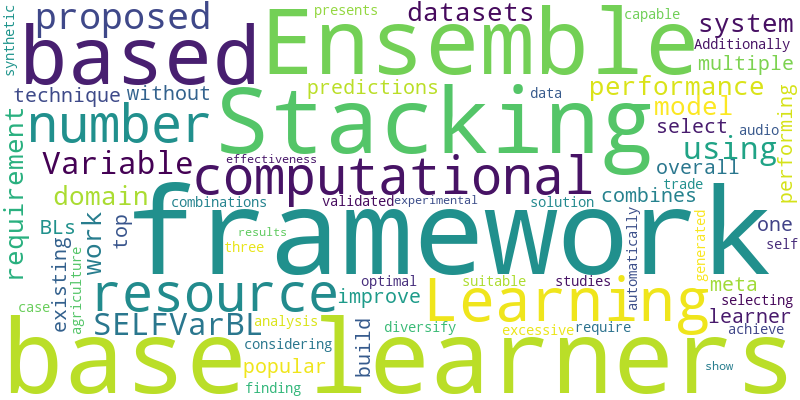 synthetic
proposed
presents
Ensemble
datasets
capable
system
Additionally
multiple
based
technique
without
predictions
data
performance
model
performing
number
Stacking
select
audio
using
requirement
Variable
effectiveness
computational
overall
trade
domain
combinations
validated
experimental
solution
combines
BLs
work
top
framework
automatically
generated
one
self
existing
agriculture
results
three
resource
optimal
suitable
studies
meta
improve
Learning
selecting
learner
case
SELFVarBL
analysis
build
diversify
excessive
require
achieve
considering
base learners
popular
finding
show